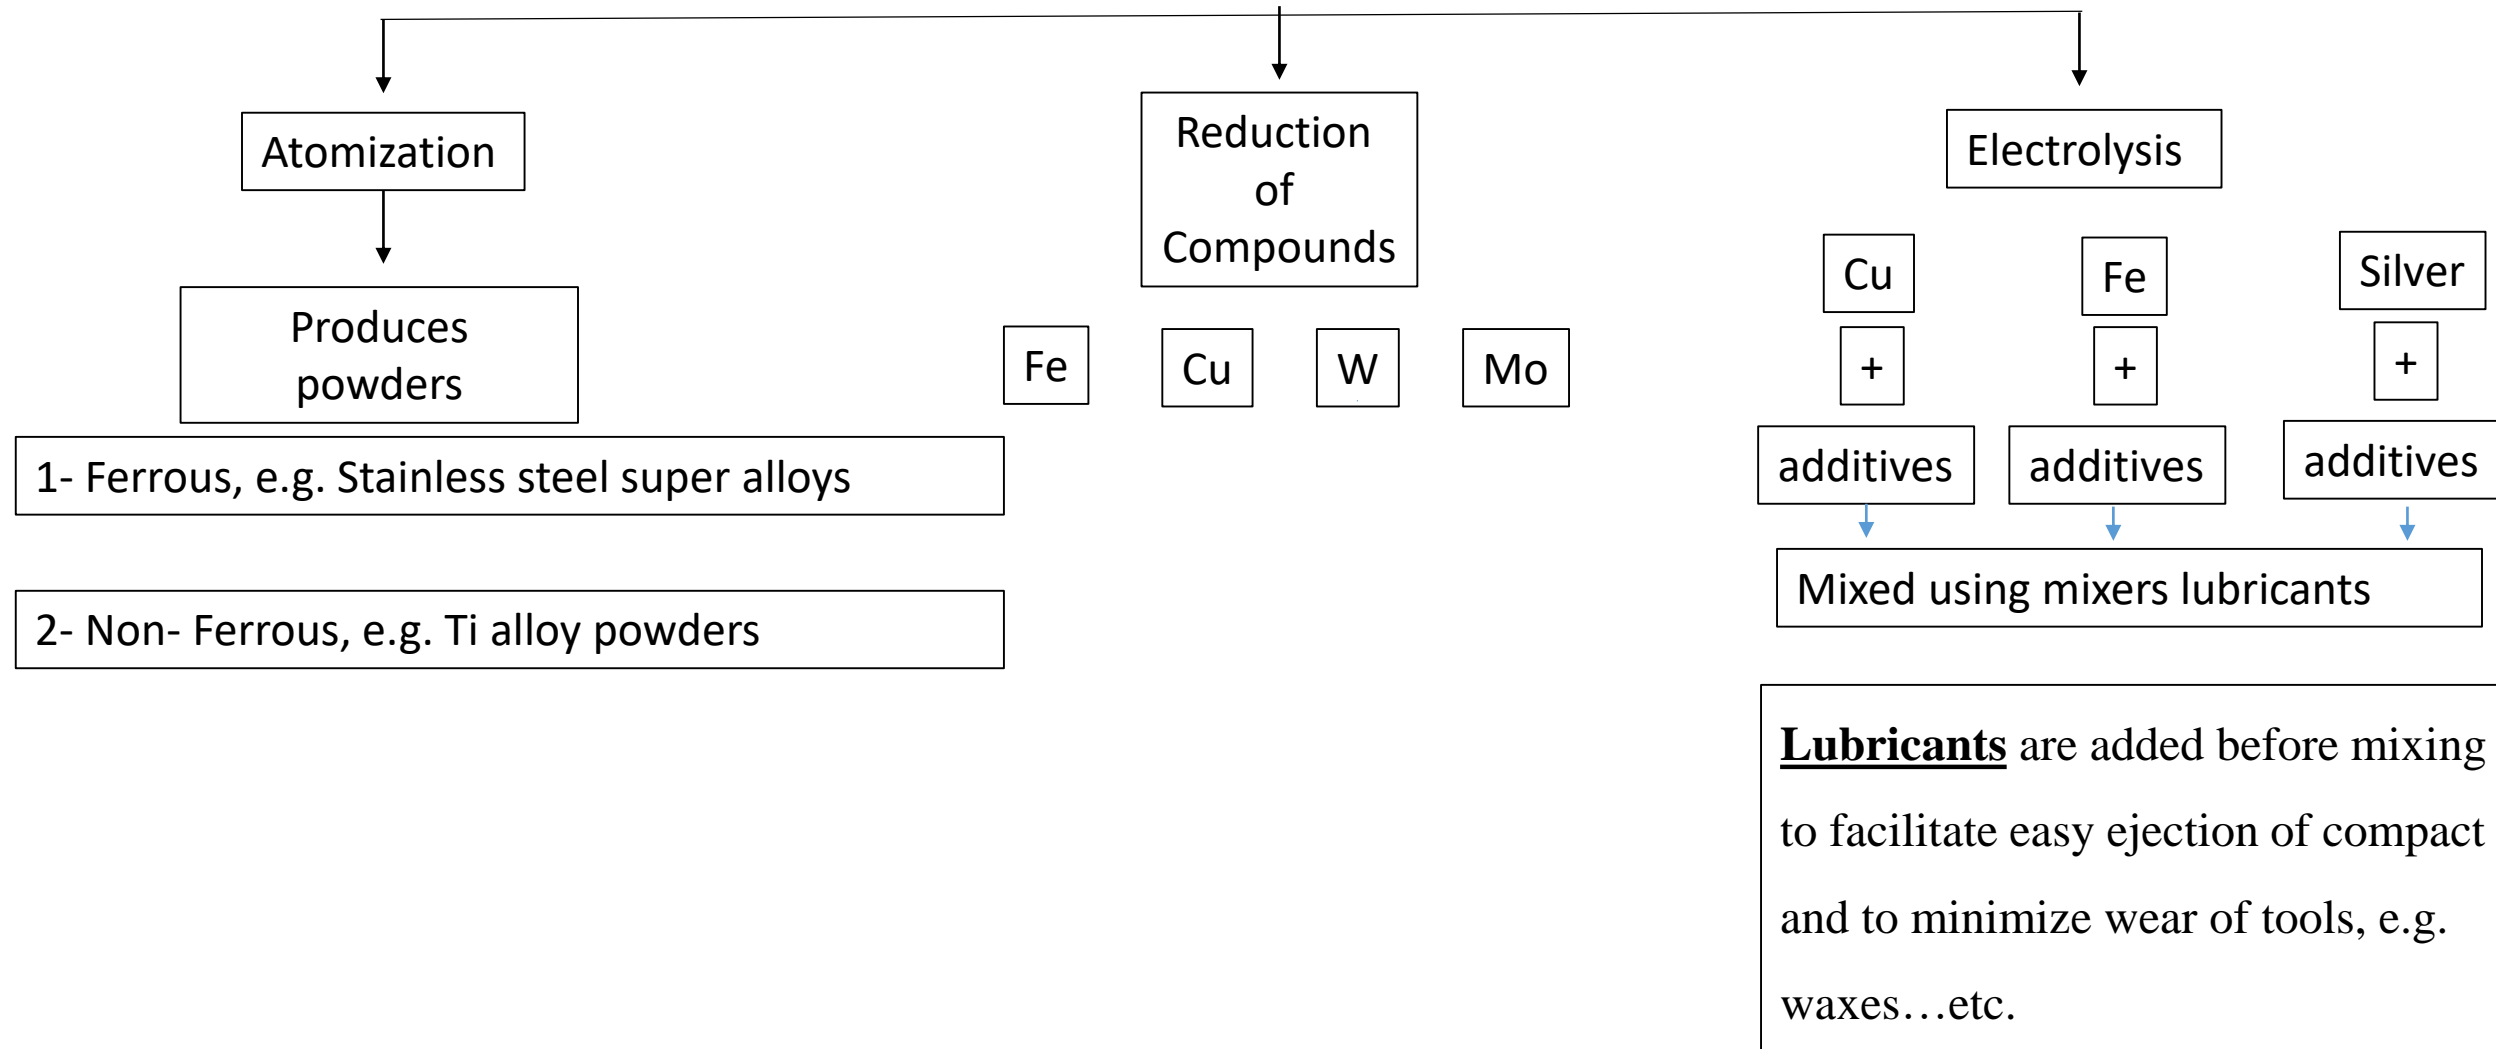 Atomization
Produces
powders
1- Ferrous, e.g. Stainless steel super alloys
2- Non- Ferrous, e.g. Ti alloy powders
Reduction
of
Compounds
Fe
Cu
W
Mo
Electrolysis
Cu
Fe
Silver
+
+
+
additives
additives
additives
Mixed using mixers lubricants
Lubricants are added before mixing
to facilitate easy ejection of compact
and to minimize wear of tools, e.g.
waxes…etc.